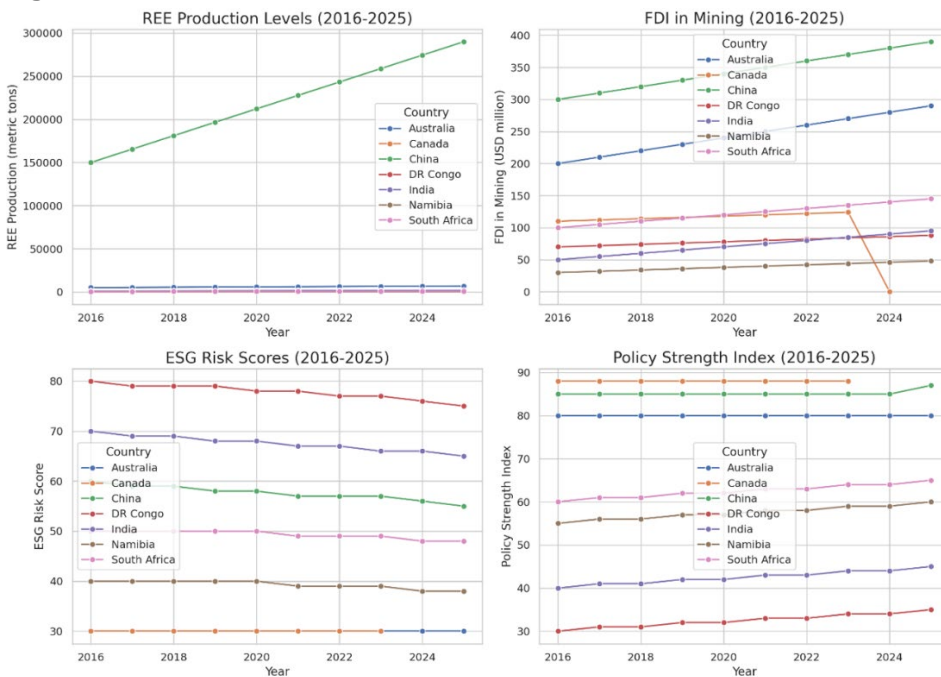 REE Production Levels (2016-2025)
300000
250000
200000
150000
100000
50000
0
REE Production (metric tons)
Country
Australia
Canada
China
DR Congo
India
Namibia
South Africa
2016
2018
2020
2022
2024
Year
FDI in Mining (2016-2025)
400
350
300
250
200
150
100
50
0
FDI in Mining (USD million)
Country
Australia
Canada
China
DR Congo
India
Namibia
South Africa
2016
2018
2020
2022
2024
Year
ESG Risk Scores (2016-2025)
80
70
60
50
40
30
ESG Risk Score
Country
Australia
Canada
China
DR Congo
India
Namibia
South Africa
2016
2018
2020
2022
2024
Year
Policy Strength Index (2016-2025)
90
80
70
60
50
40
30
Policy Strength Index
Country
Australia
Canada
China
DR Congo
India
Namibia
South Africa
2016
2018
2020
2022
2024
Year